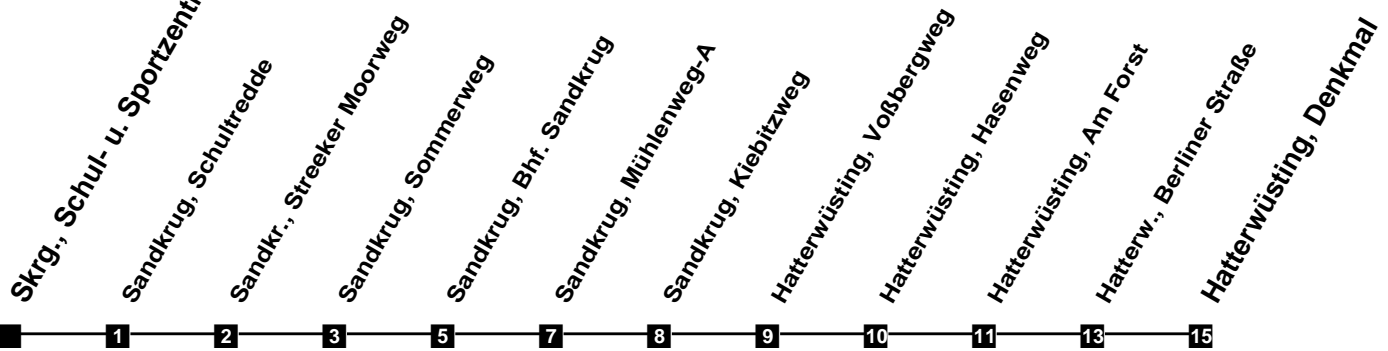 Skrg., Schul- u.
Sandkrug, Schultredde
Sandkr., Streeker Moorweg
Sandkrug, Sommerweg
Sandkrug, Bhf. Sandkrug
Sandkrug, Mühlenweg-A
Sandkrug, Kiebitzweg
Hatterwüsting, Voßbergweg
Hatterwüsting, Hasenweg
Hatterwüsting, Am Forst
Hatterw., Berliner Straße
Hatterwüsting, Denkmal
1 2 3 5 7 8 9 10 11 13 15